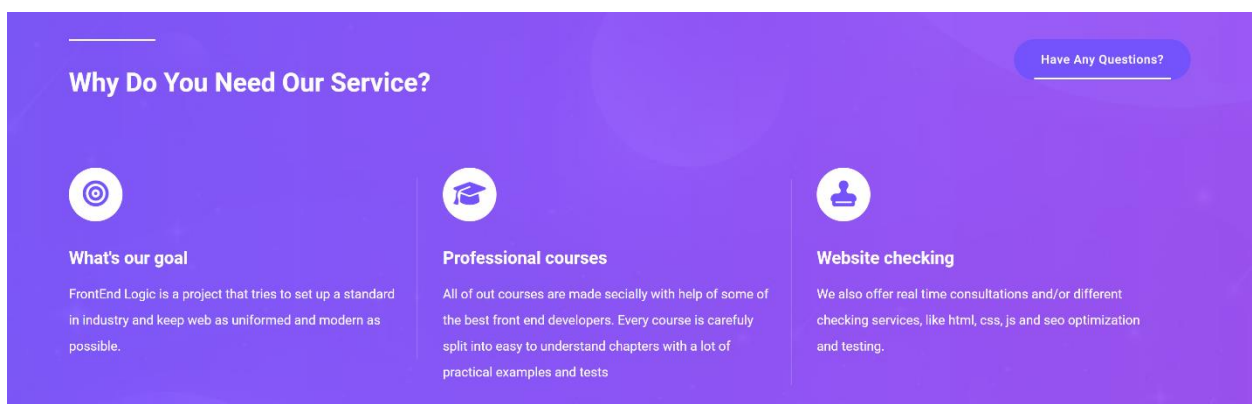 Why Do You Need Our Service?
Have Any Questions?
What's our goal
FrontEnd Logic is a project that tries to set up a standard
in industry and keep web as uniformed and modern as
possible.
Professional courses
All of out courses are made secially with help of some of
the best front end developers. Every course is carefuly
split into easy to understand chapters with a lot of
practical examples and tests
Website checking
We also offer real time consultations and/or different
checking services, like html, css, js and seo optimization
and testing.